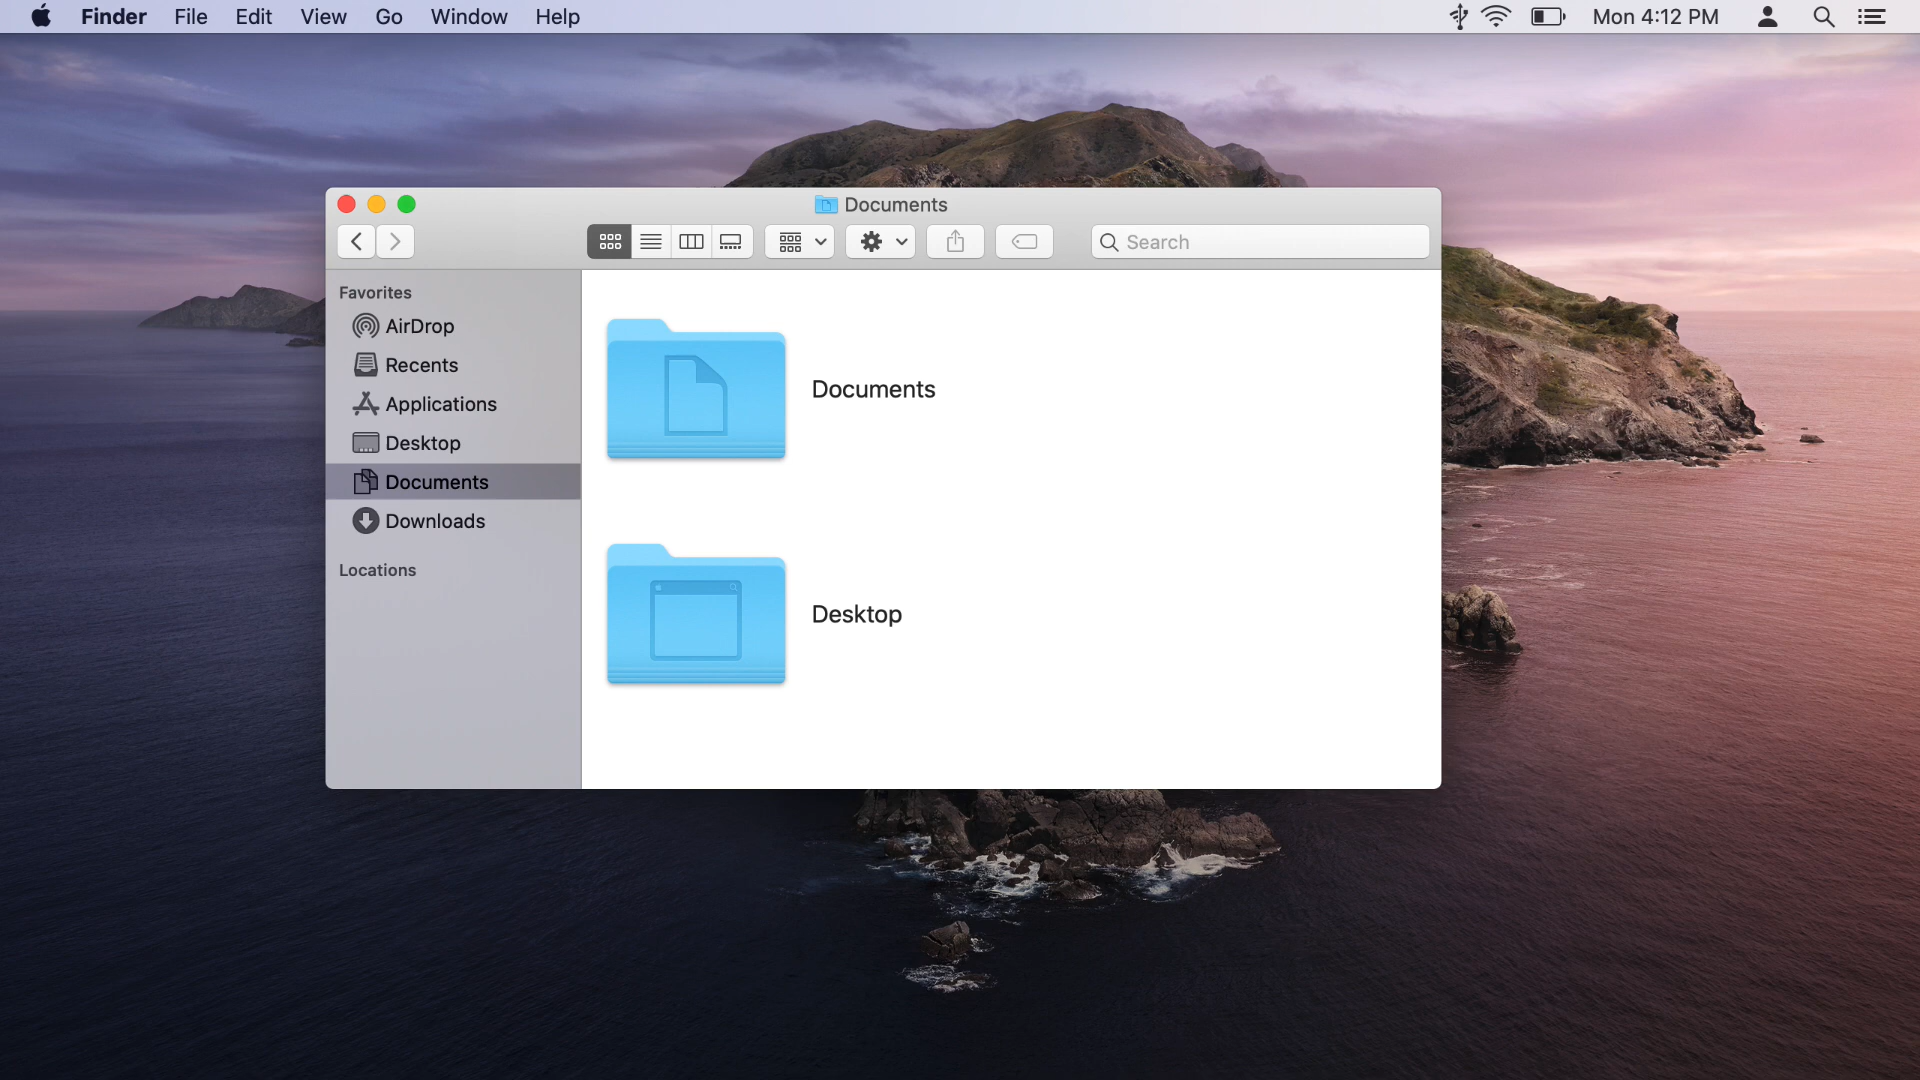 Finder File Edit View Go Window Help Mon 4:12 PM
Documents
Search
Favorites
AirDrop
Recents
Applications
Desktop
Documents
Downloads
Locations
Documents
Desktop